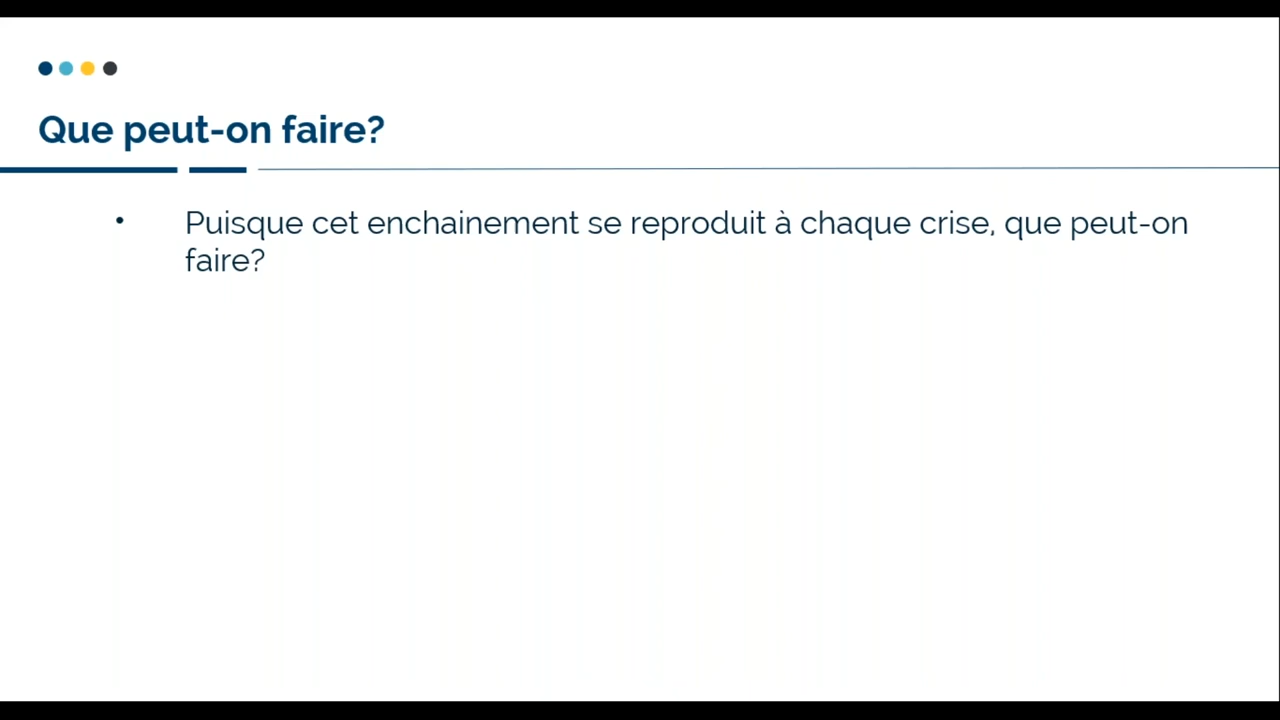 Que peut-on faire?
• Puisque cet enchainement se reproduit à chaque crise, que peut-on
faire?